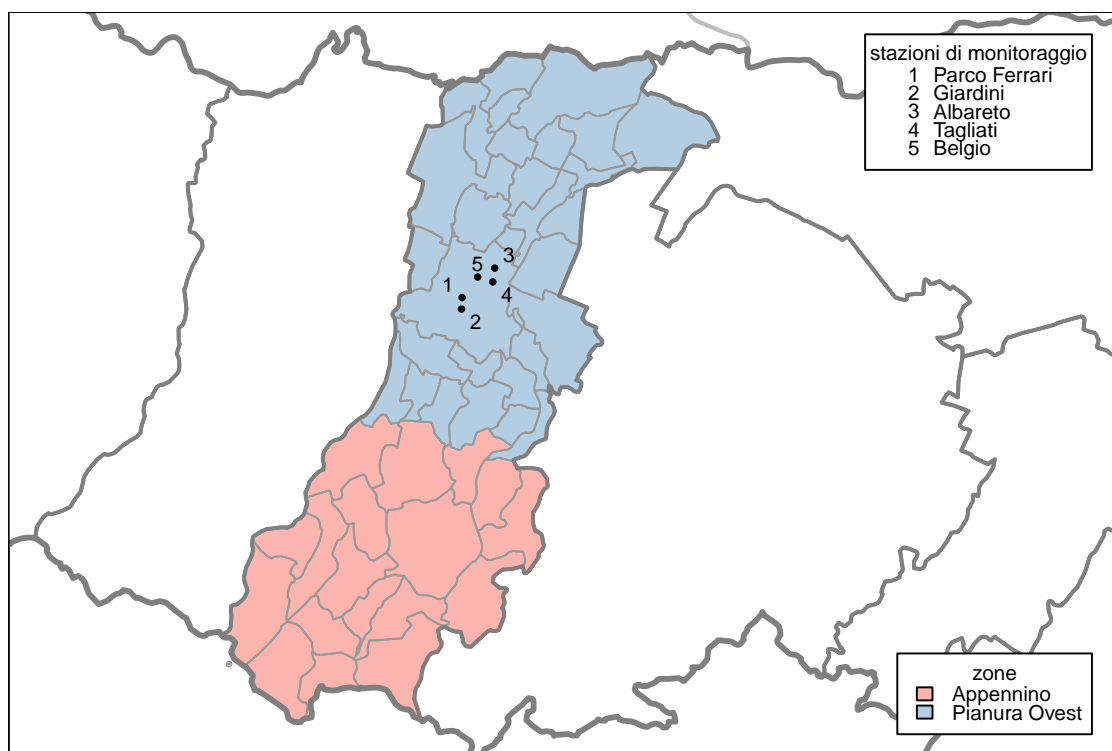 stazioni di monitoraggio
1 Parco Ferrari
2 Giardini
3 Albareto
4 Tagliati
5 Belgio
3
5
4
1
2
zone
Appennino
Pianura Ovest